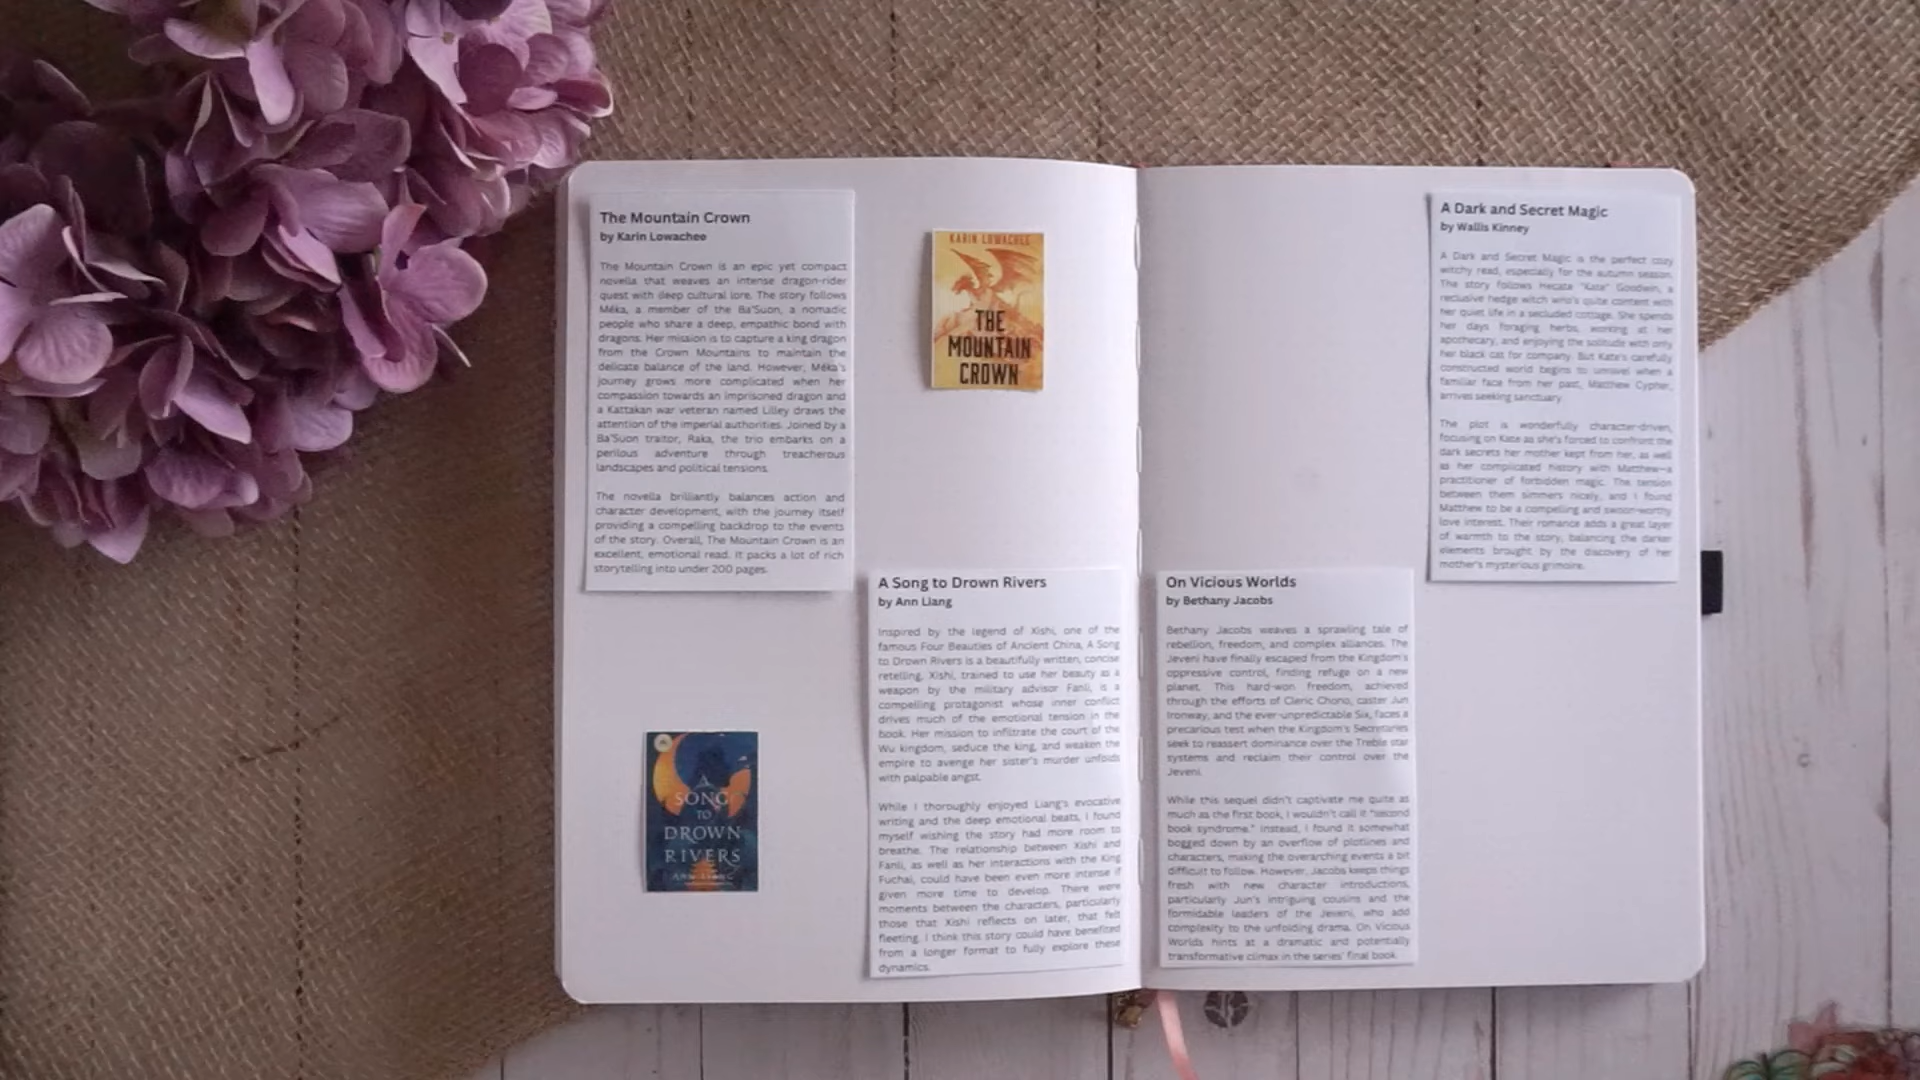 The Mountain Crown
by Karin Lowachee
The Mountain Crown is an epic yet compact
novella that weaves an intense dragon-rider
quest with deep cultural lore. The story follows
Méka, a member of the Ba'Suon, a nomadic
people who share a deep, empathic bond with
dragons. Her mission is to capture a king dragon
from the Crown Mountains to maintain the
delicate balance of the land. However, Méka's
journey grows more complicated when her
compassion towards an imprisoned dragon and
a Kattakan war veteran named Lilley draws the
attention of the imperial authorities. Joined by a
Ba'Suon traitor, Raka, the trio embarks on a
perilous adventure through treacherous
landscapes and political tensions.
The novella brilliantly balances action and
character development, with the journey itself
providing a compelling backdrop to the events
of the story. Overall, The Mountain Crown is an
excellent, emotional read. It packs a lot of rich
storytelling into under 200 pages.
KARIN LOWACHEE
THE
MOUNTAIN
CROWN
A
SONG
TO
DROWN
RIVERS
ANN LIANG
A Song to Drown Rivers
by Ann Liang
Inspired by the legend of Xishi, one of the
famous Four Beauties of Ancient China, A Song
to Drown Rivers is a beautifully written, concise
retelling. Xishi, trained to use her beauty as a
weapon by the military advisor Fanli, is a
compelling protagonist whose inner conflict
drives much of the emotional tension in the
book. Her mission to infiltrate the court of the
Wu kingdom, seduce the king, and weaken the
empire to avenge her sister's murder unfolds
with palpable angst.
While I thoroughly enjoyed Liang's evocative
writing and the deep emotional beats, I found
myself wishing the story had more room to
breathe. The relationship between Xishi and
Fanli, as well as her interactions with the King
Fuchai, could have been even more intense if
given more time to develop. There were
moments between the characters, particularly
those that Xishi reflects on later, that felt
fleeting. I think this story could have benefited
from a longer format to fully explore these
dynamics.
On Vicious Worlds
by Bethany Jacobs
Bethany Jacobs weaves a sprawling tale of
rebellion, freedom, and complex alliances. The
Jeveni have finally escaped from the Kingdom's
oppressive control, finding refuge on a new
planet. This hard-won freedom, achieved
through the efforts of Cleric Chono, caster Jun
Ironway, and the ever-unpredictable Six, faces a
precarious test when the Kingdom's Secretaries
seek to reassert dominance over the Treble star
systems and reclaim their control over the
Jeveni.
While this sequel didn't captivate me quite as
much as the first book, I wouldn't call it "second
book syndrome." Instead, I found it somewhat
bogged down by an overflow of plotlines and
characters, making the overarching events a bit
difficult to follow. However, Jacobs keeps things
fresh with new character introductions,
particularly Jun's intriguing cousins and the
formidable leaders of the Jeveni, who add
complexity to the unfolding drama. On Vicious
Worlds hints at a dramatic and potentially
transformative climax in the series' final book.
A Dark and Secret Magic
by Wallis Kinney
A Dark and Secret Magic is the perfect cozy
witchy read, especially for the autumn season.
The story follows Hecate "Kate" Goodwin, a
reclusive hedge witch who's quite content with
her quiet life in a secluded cottage. She spends
her days foraging herbs, working at her
apothecary, and enjoying the solitude with only
her black cat for company. But Kate's carefully
constructed world begins to unravel when a
familiar face from her past, Matthew Cypher,
arrives seeking sanctuary.
The plot is wonderfully character-driven,
focusing on Kate as she's forced to confront the
dark secrets her mother kept from her, as well
as her complicated history with Matthew—a
practitioner of forbidden magic. The tension
between them simmers nicely, and I found
Matthew to be a compelling and swoon-worthy
love interest. Their romance adds a great layer
of warmth to the story, balancing the darker
elements brought by the discovery of her
mother's mysterious grimoire.